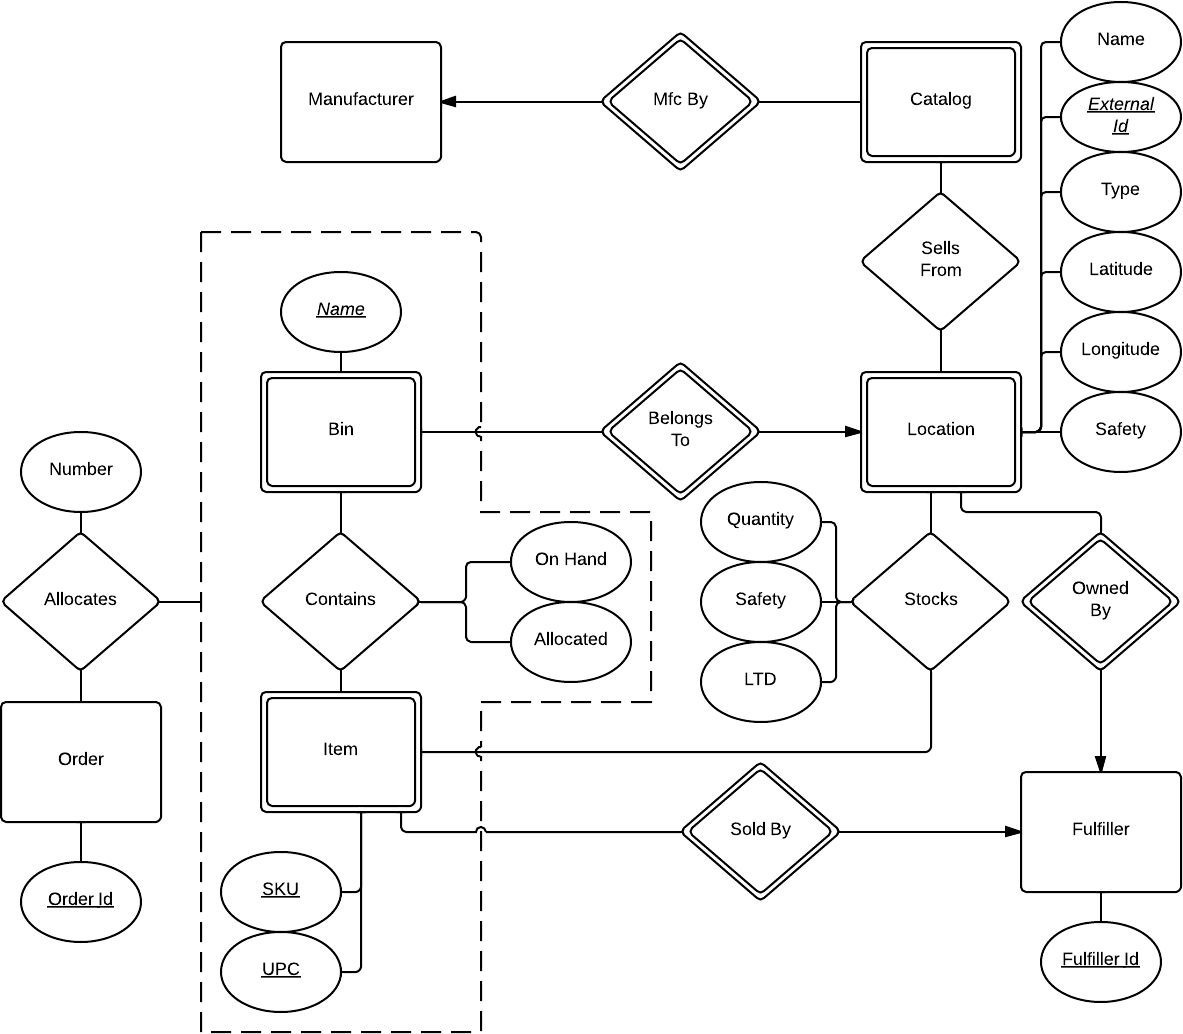 Name
Manufacturer
Mfc By
Catalog
External
Id
Type
Sells
From
Latitude
Name
Longitude
Bin
Belongs
To
Location
Safety
Number
Quantity
On Hand
Allocates
Contains
Safety
Stocks
Owned
By
Allocated
LTD
Order
Item
Sold By
Fulfiller
SKU
Order Id
UPC
Fulfiller Id